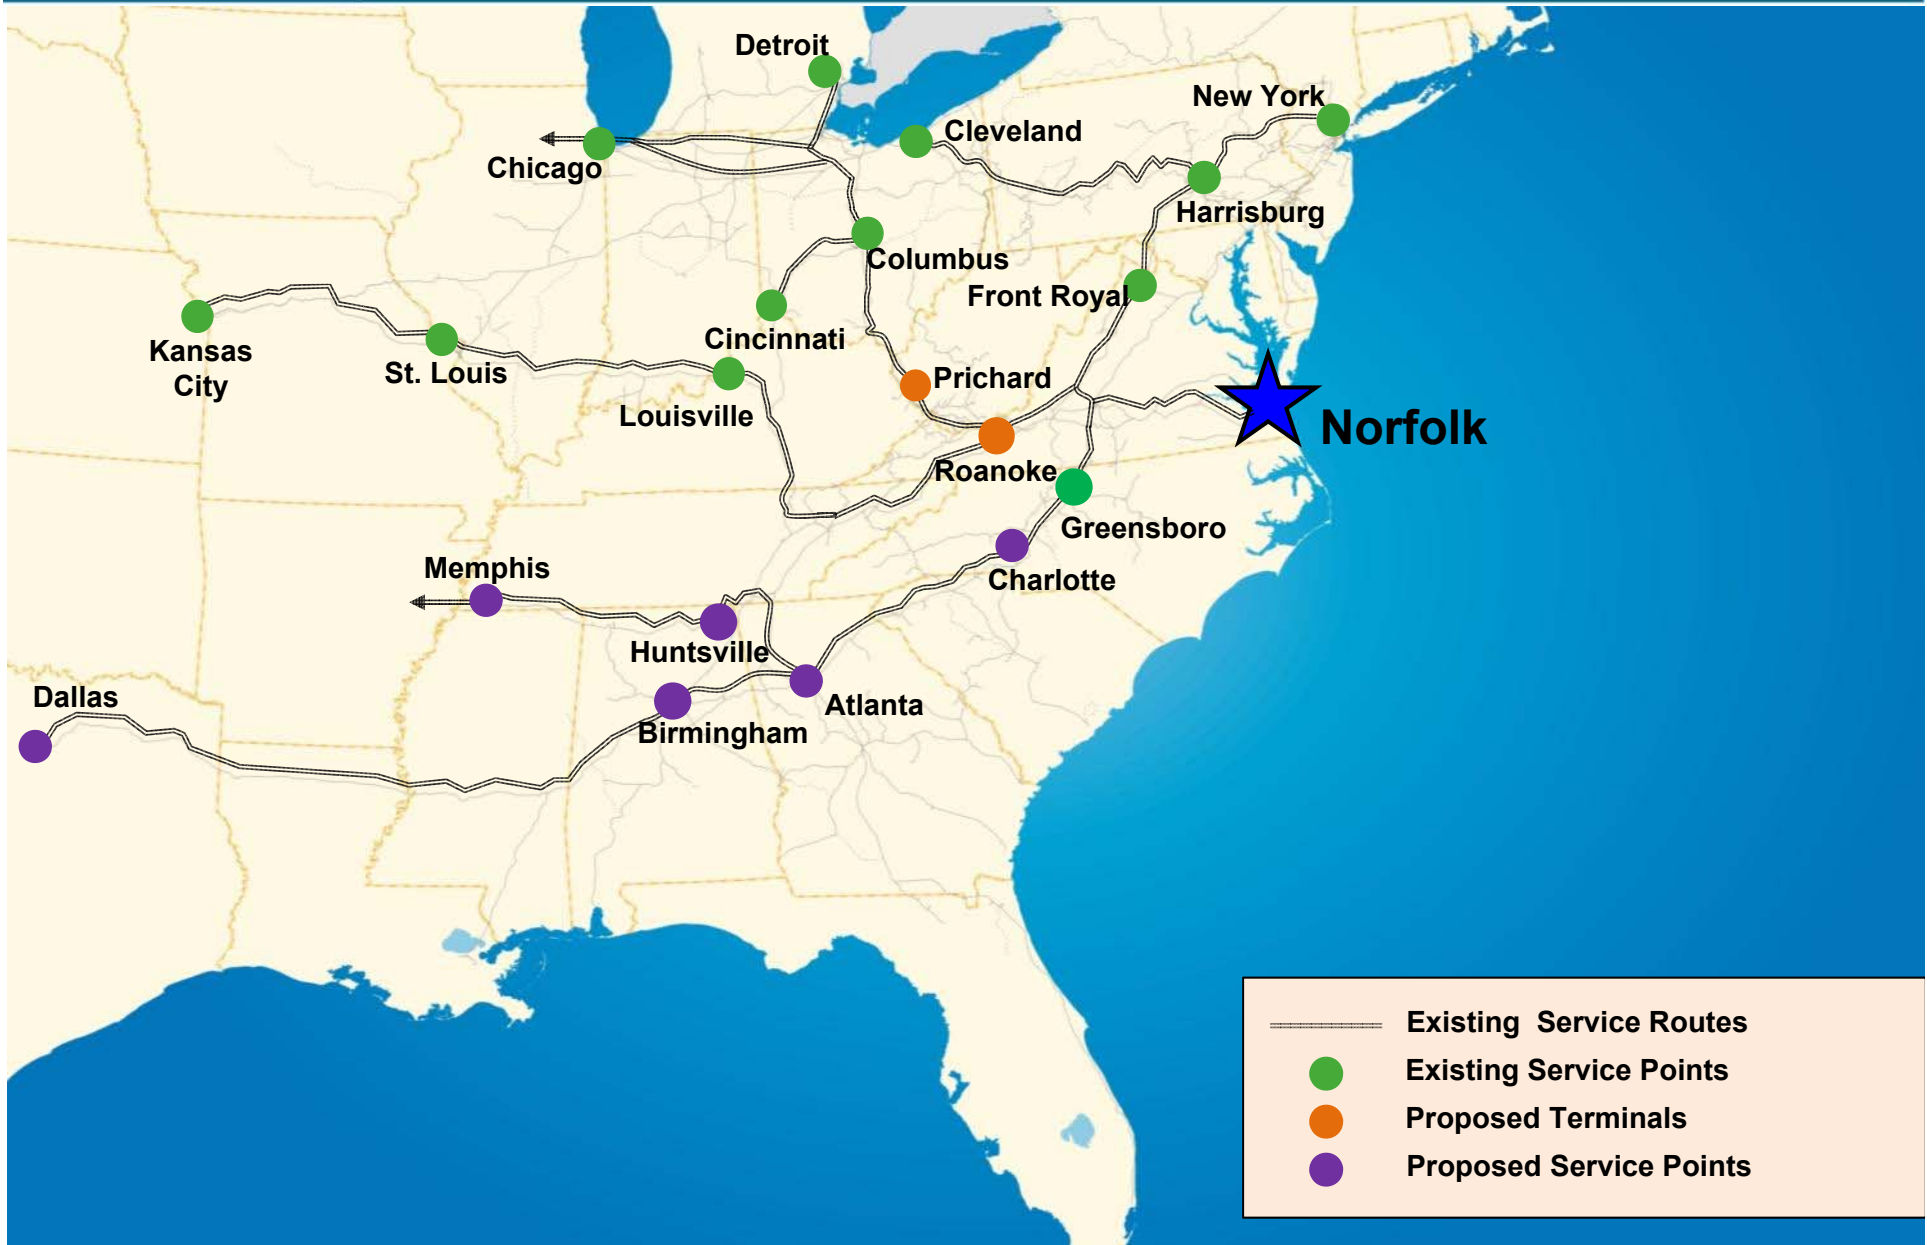 Detroit
New York
Cleveland
Chicago
Harrisburg
Columbus
Front Royal
Cincinnati
Kansas
City
St. Louis
Prichard
Louisville
Norfolk
Roanoke
Greensboro
Memphis
Charlotte
Huntsville
Dallas
Atlanta
Birmingham
Existing  Service Routes
Existing Service Points
Proposed Terminals
Proposed Service Points